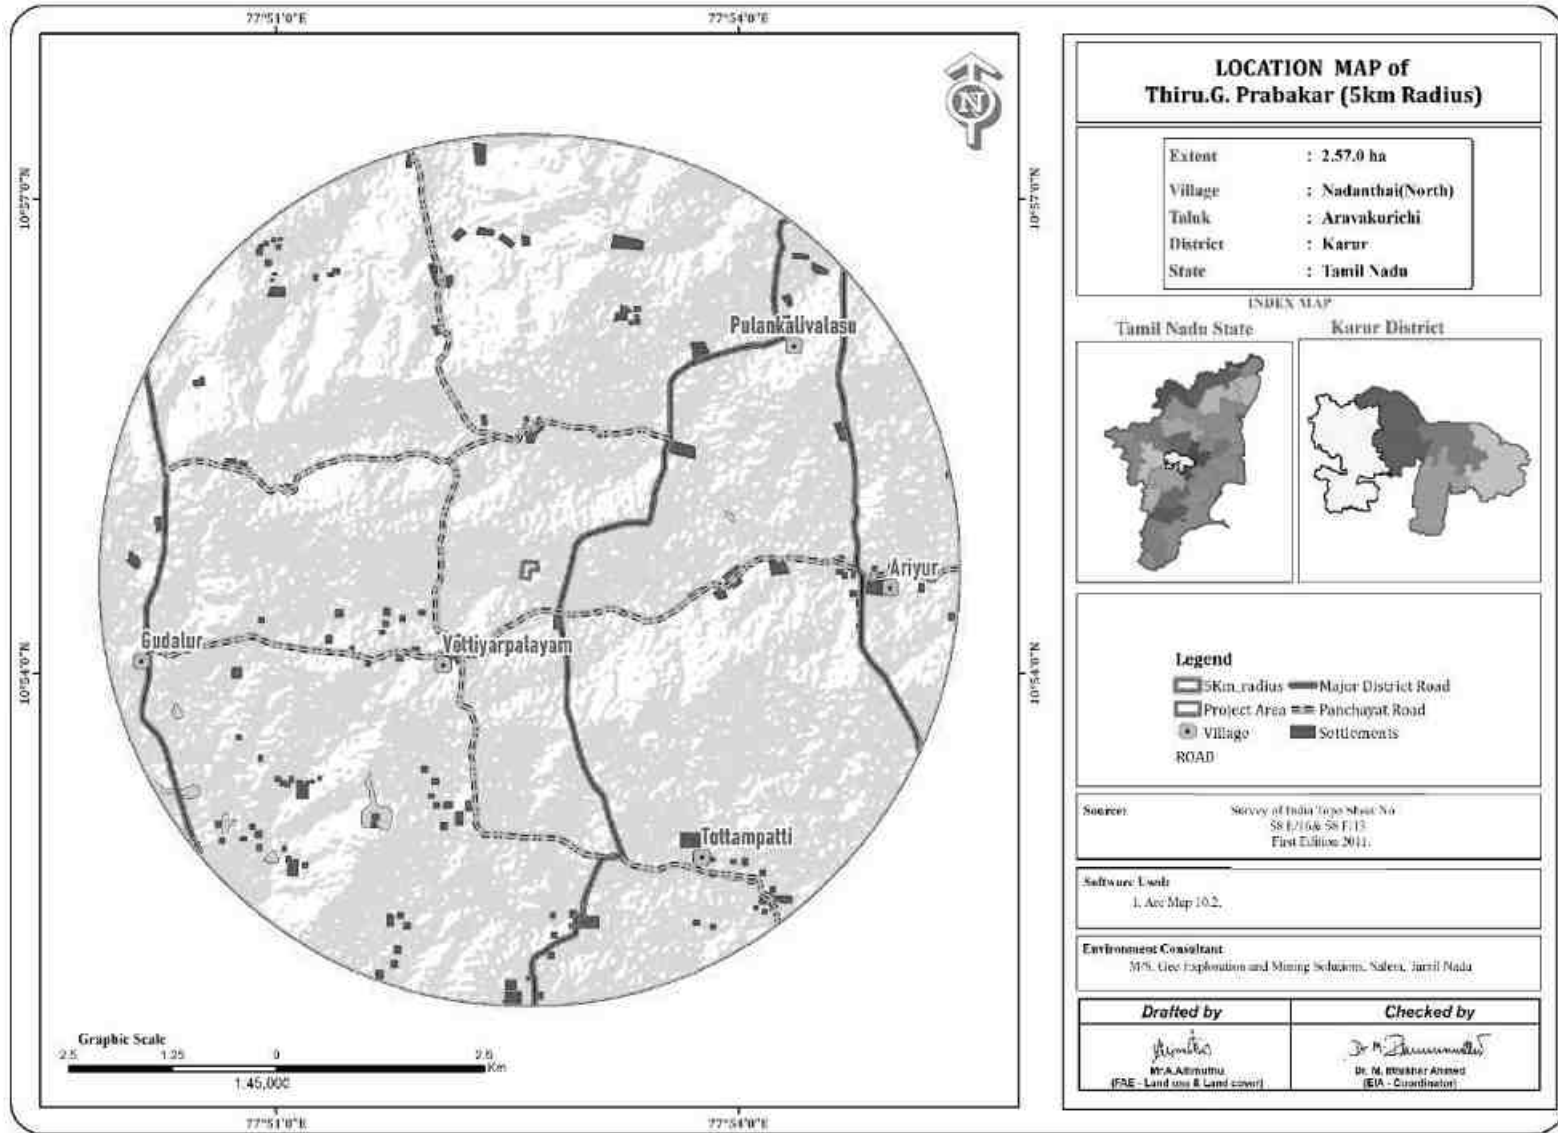 77°51'0"E
77°54'0"E
10°57'0"N
10°57'0"N
10°54'0"N
10°54'0"N
77°51'0"E
77°54'0"E
N
Pulankalivalasu
Ariyur
Gudalur
Vettiyarpalayam
Tottampatti
Graphic Scale
2.5 1.25 0 2.5
Km
1:45,000
LOCATION MAP of
Thiru.G. Prabakar (5km Radius)
Extent : 2.57.0 ha
Village : Nadanthai(North)
Taluk : Aravakurichi
District : Karur
State : Tamil Nadu
INDEX MAP
Tamil Nadu State
Karur District
Legend
5Km_radius Major District Road
Project Area Panchayat Road
Village Settlements
ROAD
Source: Survey of India Topo Sheet No
58 E/16& 58 F/13
First Edition 2011.
Software Used:
1. Arc Map 10.2.
Environment Consultant
M/S. Geo Exploration and Mining Solutions, Salem, Tamil Nadu
Drafted by
Checked by
Dr. M.
(FAE - Land use & Land cover)
Dr. M. Ifthikhar Ahmed
(EIA - Coordinator)